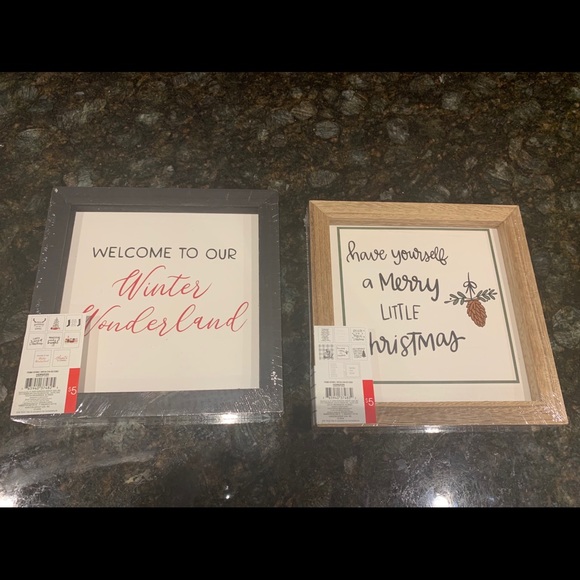 WELCOME TO OUR
Winter
Wonderland
have yourself
a Merry
LITTLE
Christmas
$5
$5